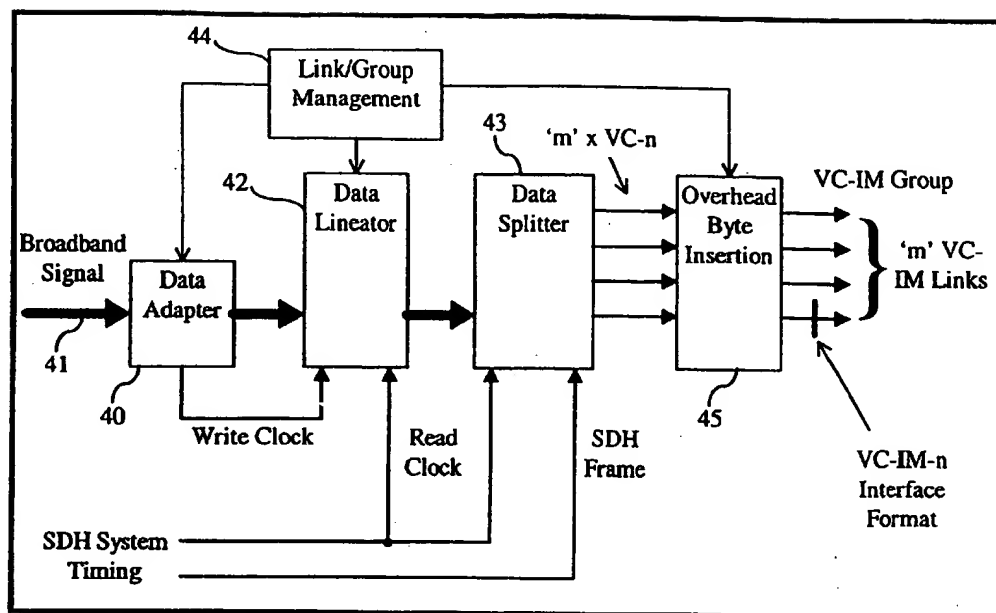 44
Link/Group
Management
43
'm' x VC-n
42
Data
Lineator
Data
Splitter
Overhead
Byte
Insertion
VC-IM Group
'm' VC-
IM Links
Broadband
Signal
Data
Adapter
41
40
45
Write Clock
Read
Clock
SDH
Frame
VC-IM-n
Interface
Format
SDH System
Timing